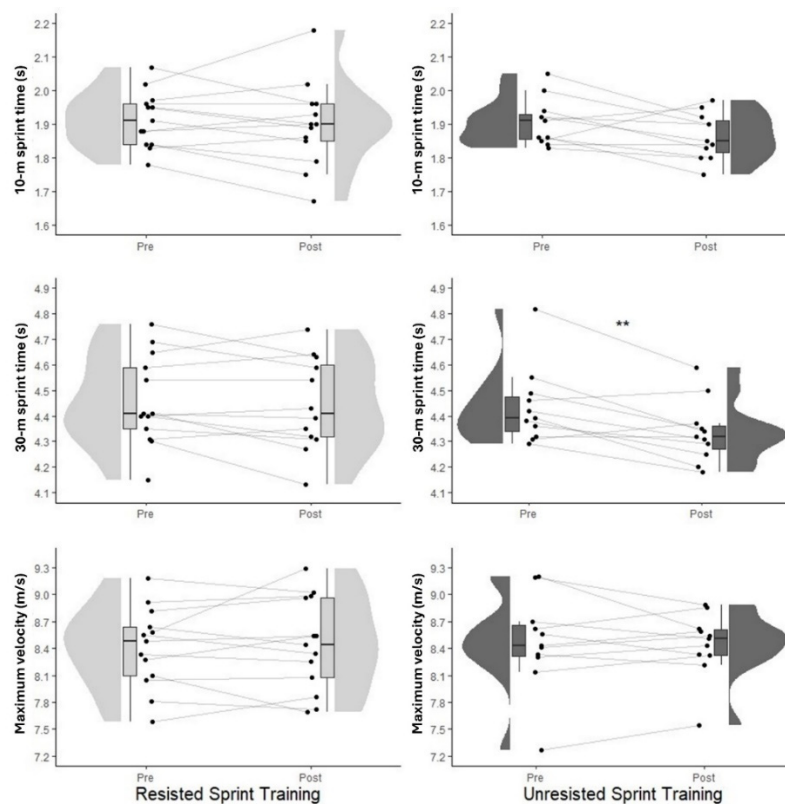 10-m sprint time (s)
2.2
2.1
2.0
1.9
1.8
1.7
1.6
Pre
Post
10-m sprint time (s)
2.2
2.1
2.0
1.9
1.8
1.7
1.6
Pre
Post
30-m sprint time (s)
4.9
4.8
4.7
4.6
4.5
4.4
4.3
4.2
4.1
Pre
Post
30-m sprint time (s)
4.9
4.8
4.7
4.6
4.5
4.4
4.3
4.2
4.1
**
Pre
Post
Maximum velocity (m/s)
9.3
9.0
8.7
8.4
8.1
7.8
7.5
7.2
Pre
Post
Resisted Sprint Training
Maximum velocity (m/s)
9.3
9.0
8.7
8.4
8.1
7.8
7.5
7.2
Pre
Post
Unresisted Sprint Training